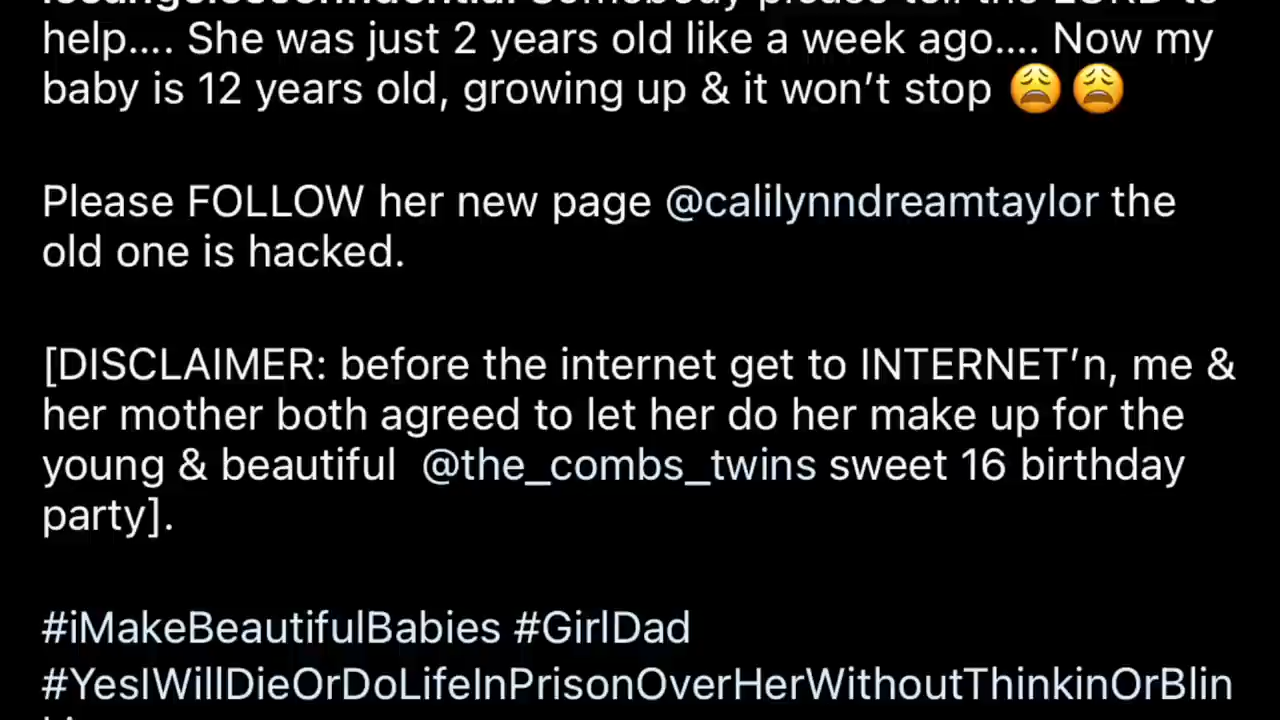 help.... She was just 2 years old like a week ago.... Now my
baby is 12 years old, growing up & it won’t stop 😩😩
Please FOLLOW her new page @calilynndreamtaylor the
old one is hacked.
[DISCLAIMER: before the internet get to INTERNET’n, me &
her mother both agreed to let her do her make up for the
young & beautiful  @the_combs_twins sweet 16 birthday
party].
#iMakeBeautifulBabies #GirlDad
#YesIWillDieOrDoLifeInPrisonOverHerWithoutThinkinOrBlin